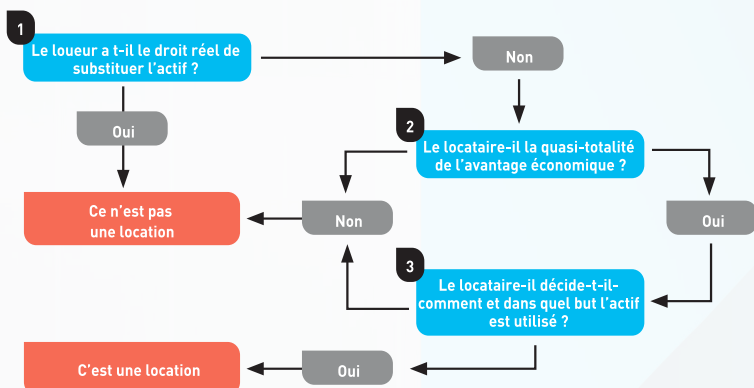 1
Le loueur a t-il le droit réel de
substituer l'actif ?
Non
Oui
2
Le locataire-il la quasi-totalité
de l'avantage économique ?
Ce n'est pas
une location
Non
Oui
3
Le locataire-il décide-t-il-
comment et dans quel but l'actif
est utilisé ?
C'est une location
Oui